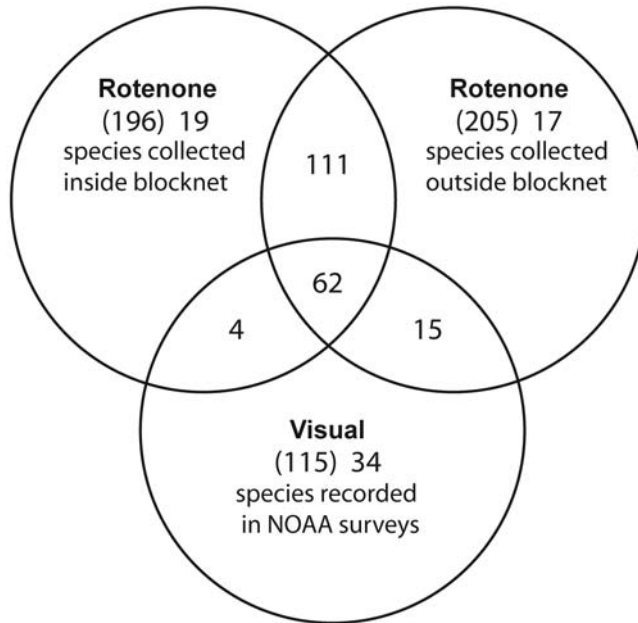 Rotenone
(196) 19
species collected
inside blocknet
Rotenone
(205) 17
species collected
outside blocknet
111
62
4
15
Visual
(115) 34
species recorded
in NOAA surveys